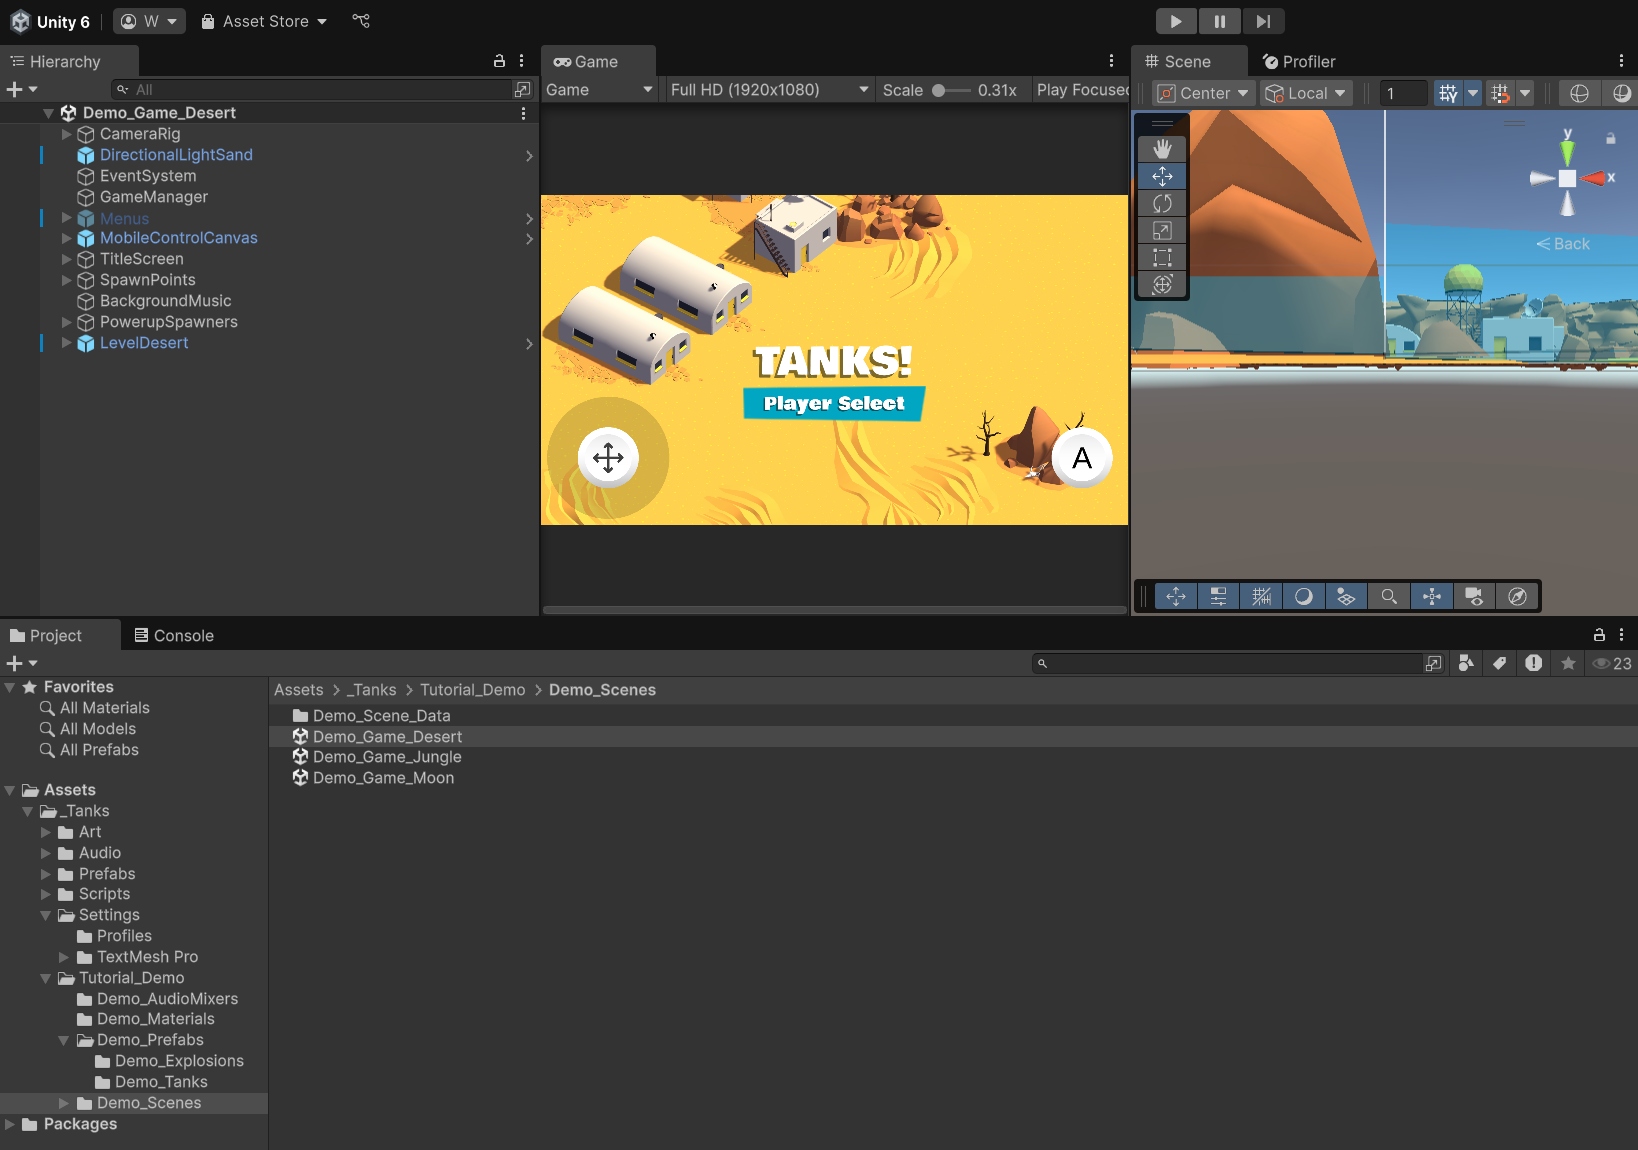 Unity 6 W Asset Store
Hierarchy
All
Demo_Game_Desert
CameraRig
DirectionalLightSand
EventSystem
GameManager
Menus
MobileControlCanvas
TitleScreen
SpawnPoints
BackgroundMusic
PowerupSpawners
LevelDesert
Game
Game Full HD (1920x1080) Scale 0.31x Play Focused
TANKS!
Player Select
A
Scene Profiler
Center Local 1
y
x
Back
Project Console
23
Favorites
All Materials
All Models
All Prefabs
Assets
_Tanks
Art
Audio
Prefabs
Scripts
Settings
Profiles
TextMesh Pro
Tutorial_Demo
Demo_AudioMixers
Demo_Materials
Demo_Prefabs
Demo_Explosions
Demo_Tanks
Demo_Scenes
Packages
Assets > _Tanks > Tutorial_Demo > Demo_Scenes
Demo_Scene_Data
Demo_Game_Desert
Demo_Game_Jungle
Demo_Game_Moon